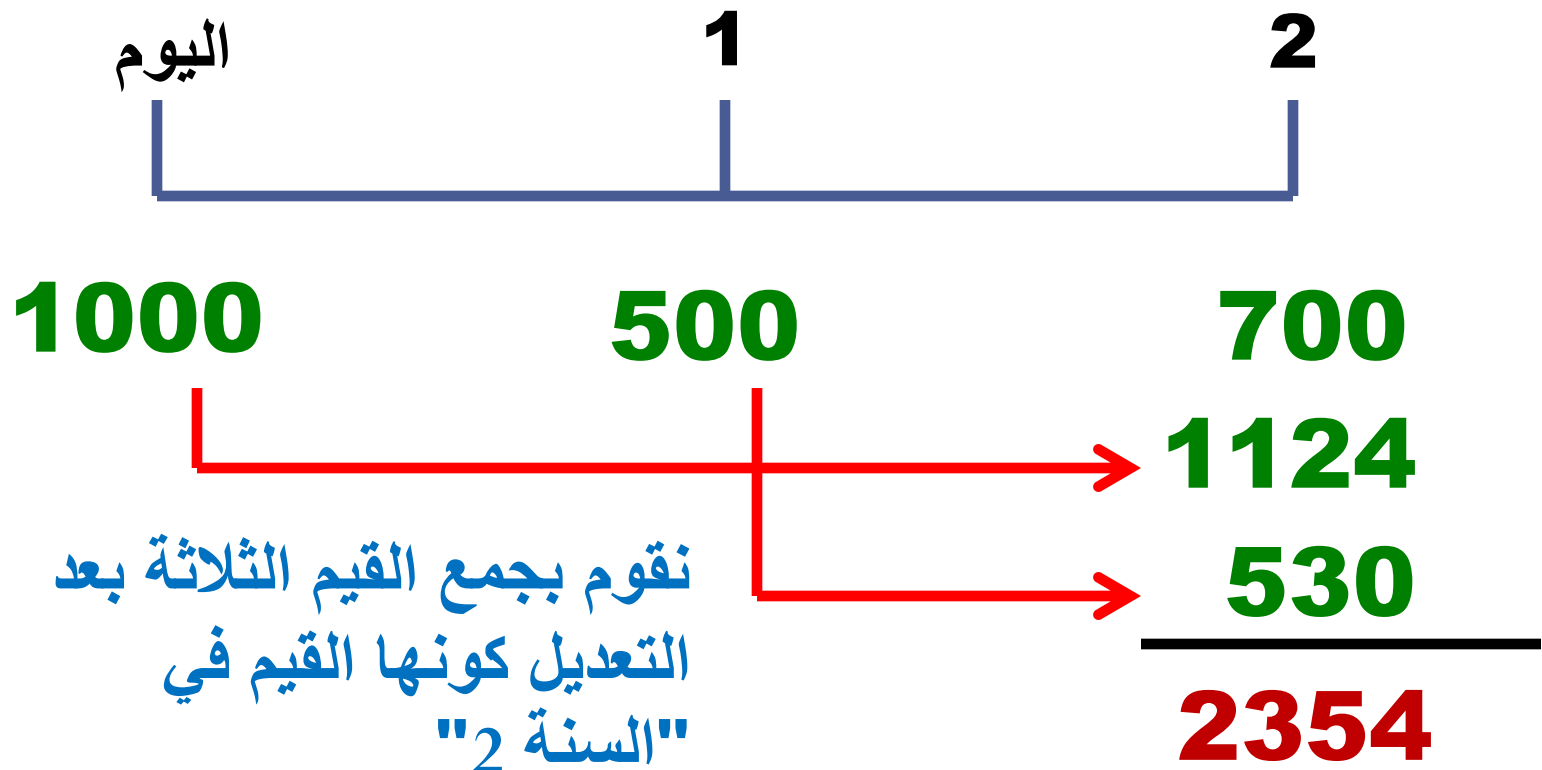 اليوم 1 2
1000 500 700
1124
530
2354
نقوم بجمع القيم الثلاثة بعد
التعديل كونها القيم في
"السنة 2"